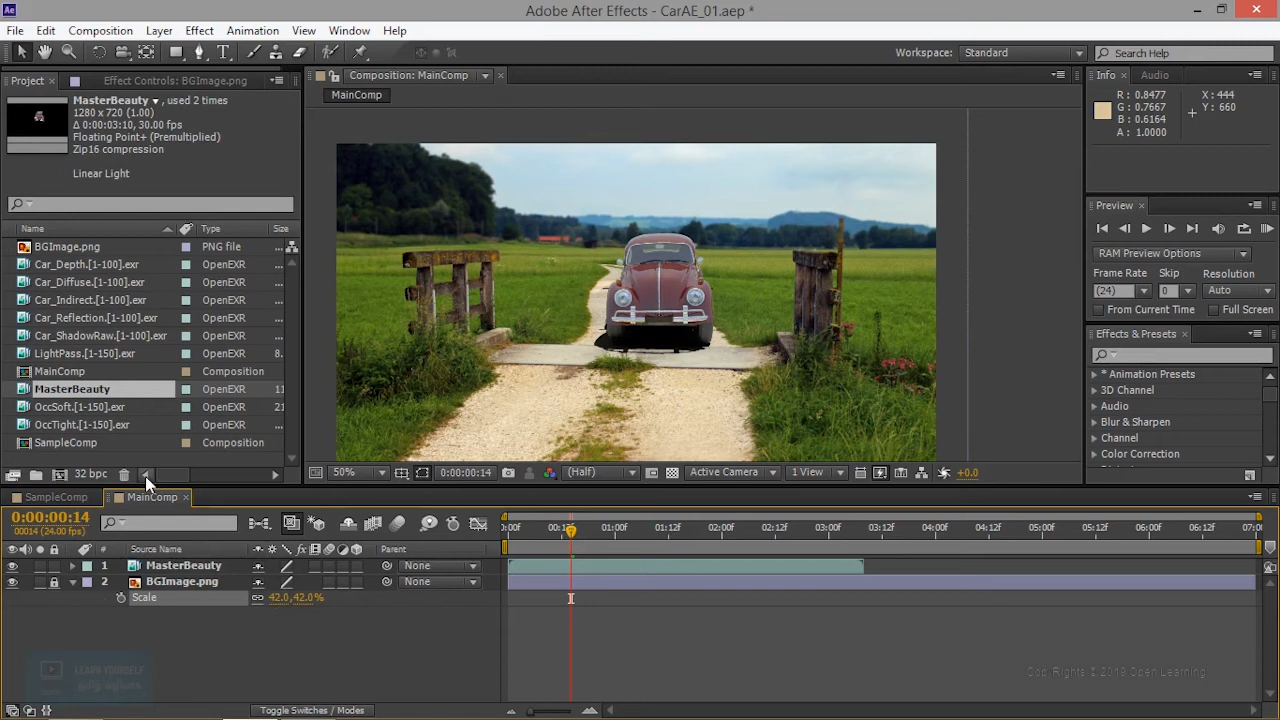 Adobe After Effects - CarAE_01.aep *
File Edit Composition Layer Effect Animation View Window Help
Workspace: Standard Search Help
Project Effect Controls: BGImage.png
Composition: MainComp
Info Audio
MasterBeauty , used 2 times
1280 x 720 (1.00)
Δ 0:00:03:10, 30.00 fps
Floating Point+ (Premultiplied)
Zip16 compression
Linear Light
MainComp
R : 0.8477
G : 0.7667
B : 0.6164
A : 1.0000
X : 444
Y : 660
Preview
RAM Preview Options
Frame Rate Skip Resolution
(24) 0 Auto
From Current Time Full Screen
Name Type Size
BGImage.png PNG file ...
Car_Depth.[1-100].exr OpenEXR ...
Car_Diffuse.[1-100].exr OpenEXR ...
Car_Indirect.[1-100].exr OpenEXR ...
Car_Reflection.[1-100].exr OpenEXR ...
Car_ShadowRaw.[1-100].exr OpenEXR ...
LightPass.[1-150].exr OpenEXR 8.
MainComp Composition
MasterBeauty OpenEXR 11
OccSoft.[1-150].exr OpenEXR 21
OccTight.[1-150].exr OpenEXR ...
SampleComp Composition
32 bpc
Effects & Presets
* Animation Presets
3D Channel
Audio
Blur & Sharpen
Channel
Color Correction
50% 0:00:00:14 (Half) Active Camera 1 View +0.0
SampleComp MainComp
0:00:00:14
00014 (24.00 fps)
:00f 00:12f 01:00f 01:12f 02:00f 02:12f 03:00f 03:12f 04:00f 04:12f 05:00f 05:12f 06:00f 06:12f 07:00
# Source Name Parent
1 MasterBeauty None
2 BGImage.png None
Scale 42.0,42.0%
LEARN YOURSELF
Cop Rights © 2019 Open Learning
Toggle Switches / Modes